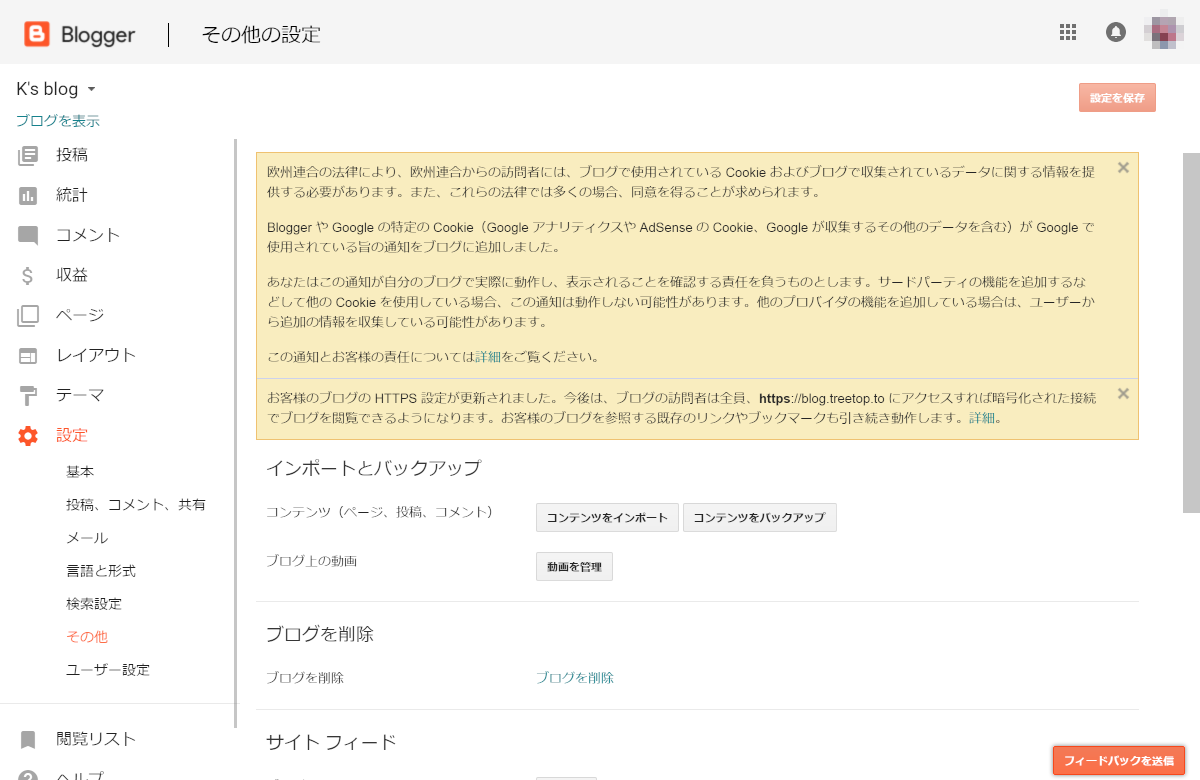 Blogger
その他の設定
K's blog
設定を保存
ブログを表示
投稿
統計
コメント
収益
ページ
レイアウト
テーマ
設定
基本
投稿、コメント、共有
メール
言語と形式
検索設定
その他
ユーザー設定
閲覧リスト
ヘルプ
欧州連合の法律により、欧州連合からの訪問者には、ブログで使用されている Cookie およびブログで収集されているデータに関する情報を提
供する必要があります。また、これらの法律では多くの場合、同意を得ることが求められます。
Blogger や Google の特定の Cookie（Google アナリティクスや AdSense の Cookie、Google が収集するその他のデータを含む）が Google で
使用されている旨の通知をブログに追加しました。
あなたはこの通知が自分のブログで実際に動作し、表示されることを確認する責任を負うものとします。サードパーティの機能を追加するな
どして他の Cookie を使用している場合、この通知は動作しない可能性があります。他のプロバイダの機能を追加している場合は、ユーザーか
ら追加の情報を収集している可能性があります。
この通知とお客様の責任については詳細をご覧ください。
お客様のブログの HTTPS 設定が更新されました。今後は、ブログの訪問者は全員、https://blog.treetop.to にアクセスすれば暗号化された接続
でブログを閲覧できるようになります。お客様のブログを参照する既存のリンクやブックマークも引き続き動作します。詳細。
インポートとバックアップ
コンテンツ（ページ、投稿、コメント）
コンテンツをインポート
コンテンツをバックアップ
ブログ上の動画
動画を管理
ブログを削除
ブログを削除
ブログを削除
サイト フィード
フィードバックを送信